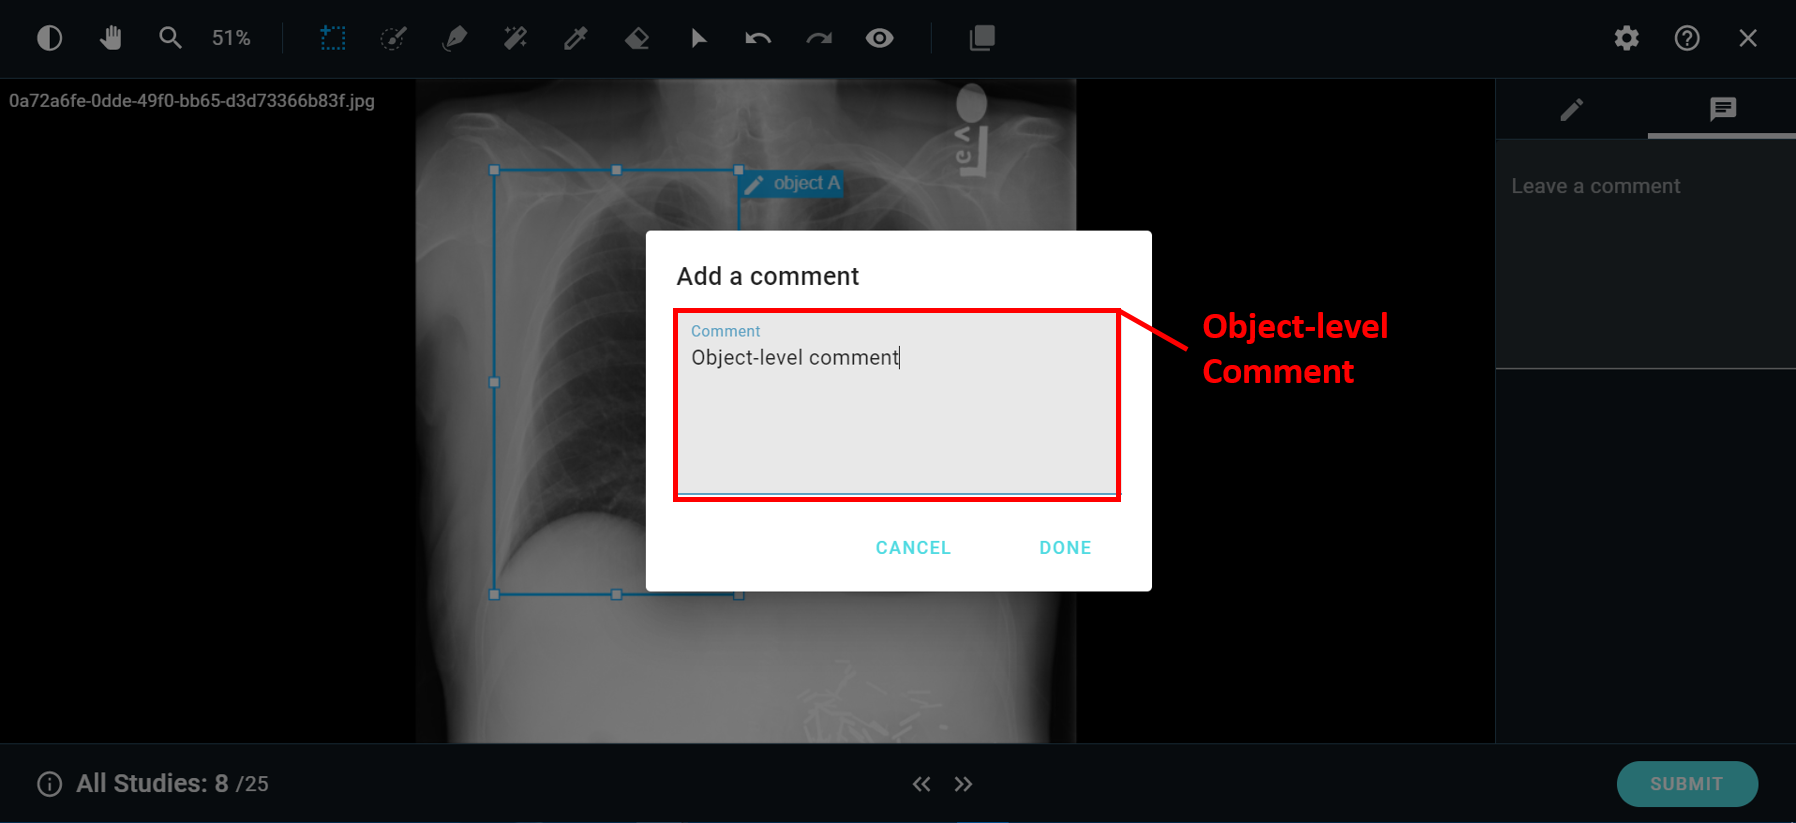 51%
0a72a6fe-0dde-49f0-bb65-d3d73366b83f.jpg
object A
Leave a comment
Add a comment
Comment
Object-level comment
Object-level
Comment
CANCEL
DONE
All Studies: 8 /25
SUBMIT